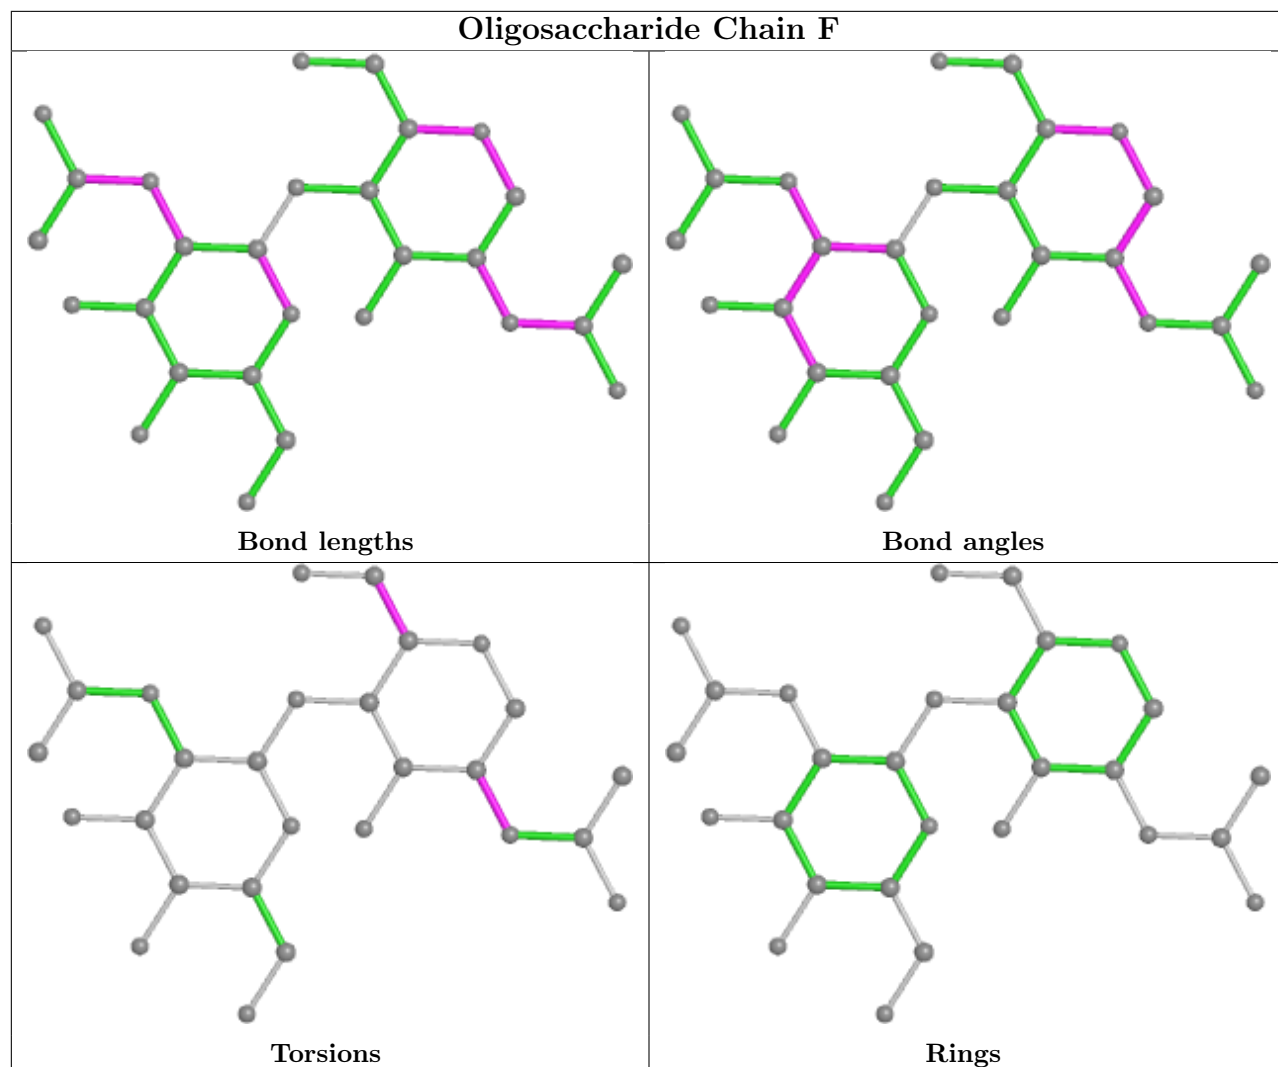 Oligosaccharide Chain F
Bond lengths
Bond angles
Torsions
Rings